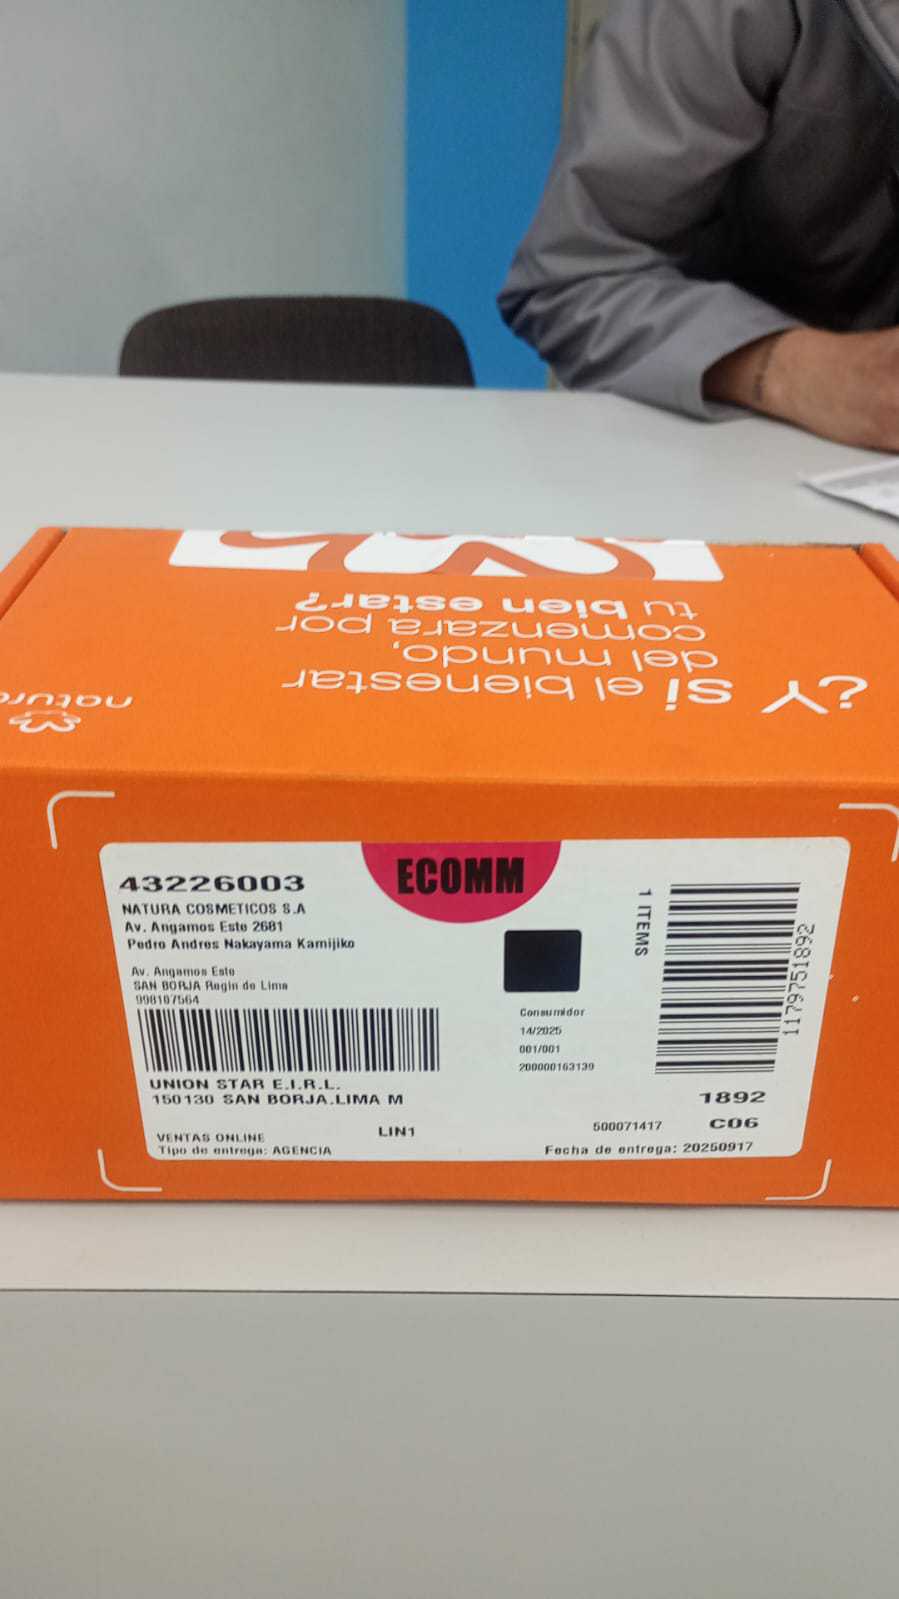 ¿Y si el bienestar
del mundo,
comenzara por
tu bien estar?
natura
ECOMM
43226003
NATURA COSMETICOS S.A
Av. Angamos Este 2681
Pedro Andres Nakayama Kamijiko
Av. Angamos Este
SAN BORJA Regin de Lima
998107564
UNION STAR E.I.R.L.
150130 SAN BORJA.LIMA M
VENTAS ONLINE
LIN1
Tipo de entrega: AGENCIA
Consumidor
14/2025
001/001
200000163139
1 ITEMS
1179751892
1892
500071417
C06
Fecha de entrega: 20250917